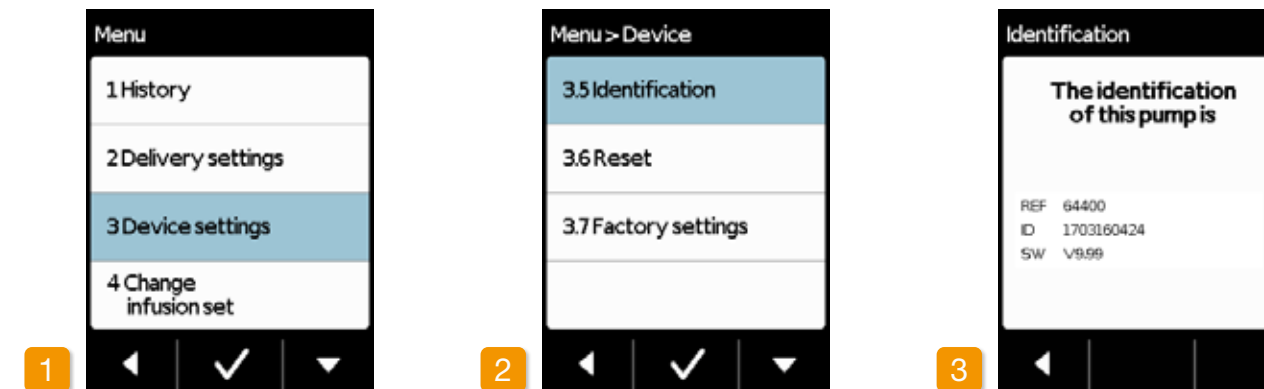 Menu
1 History
2 Delivery settings
3 Device settings
4 Change
infusion set
1
Menu > Device
3.5 Identification
3.6 Reset
3.7 Factory settings
2
Identification
The identification
of this pump is
REF 64400
ID 1703160424
SW V9.99
3